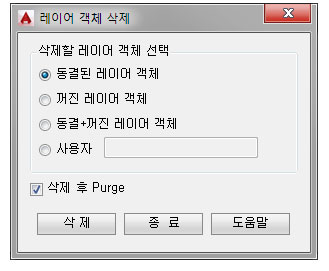 레이어 객체 삭제
삭제할 레이어 객체 선택
동결된 레이어 객체
꺼진 레이어 객체
동결+꺼진 레이어 객체
사용자
삭제 후 Purge
삭 제 종 료 도움말